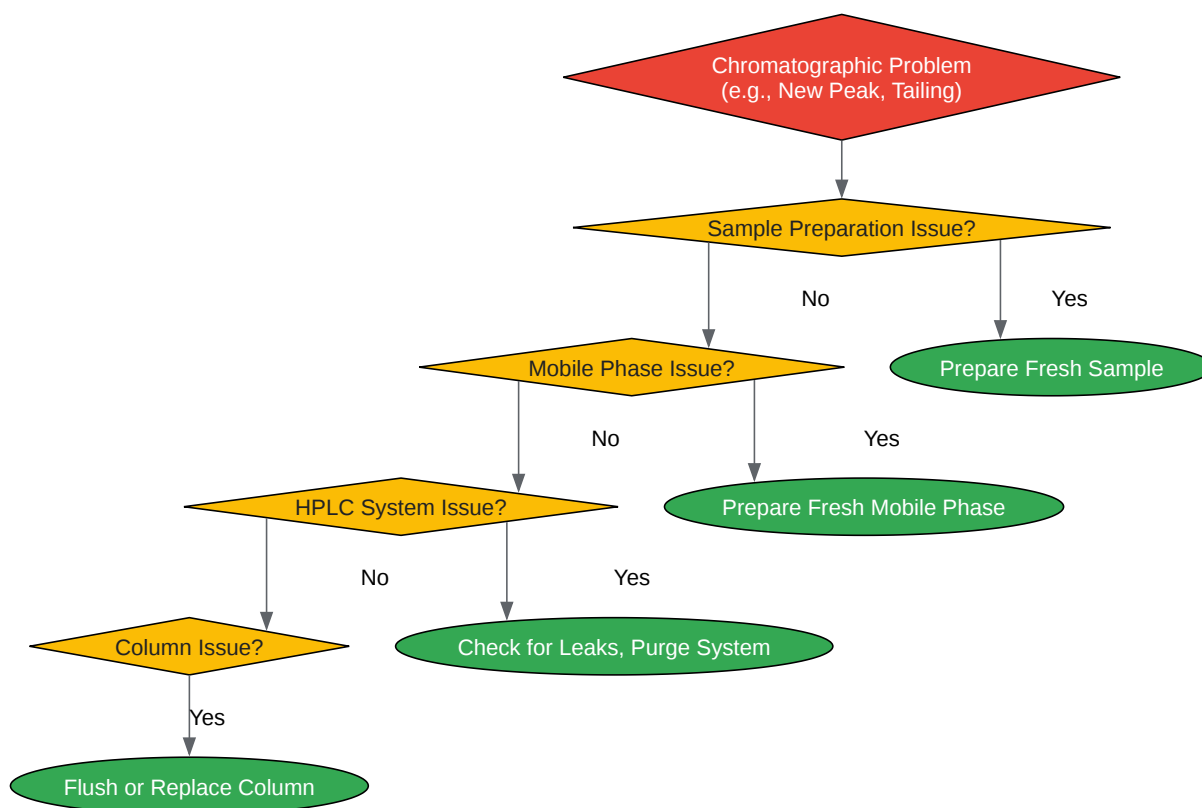 Chromatographic Problem
(e.g., New Peak, Tailing)
Sample Preparation Issue?
No
Yes
Mobile Phase Issue?
Prepare Fresh Sample
No
Yes
HPLC System Issue?
Prepare Fresh Mobile Phase
No
Yes
Column Issue?
Check for Leaks, Purge System
Yes
Flush or Replace Column